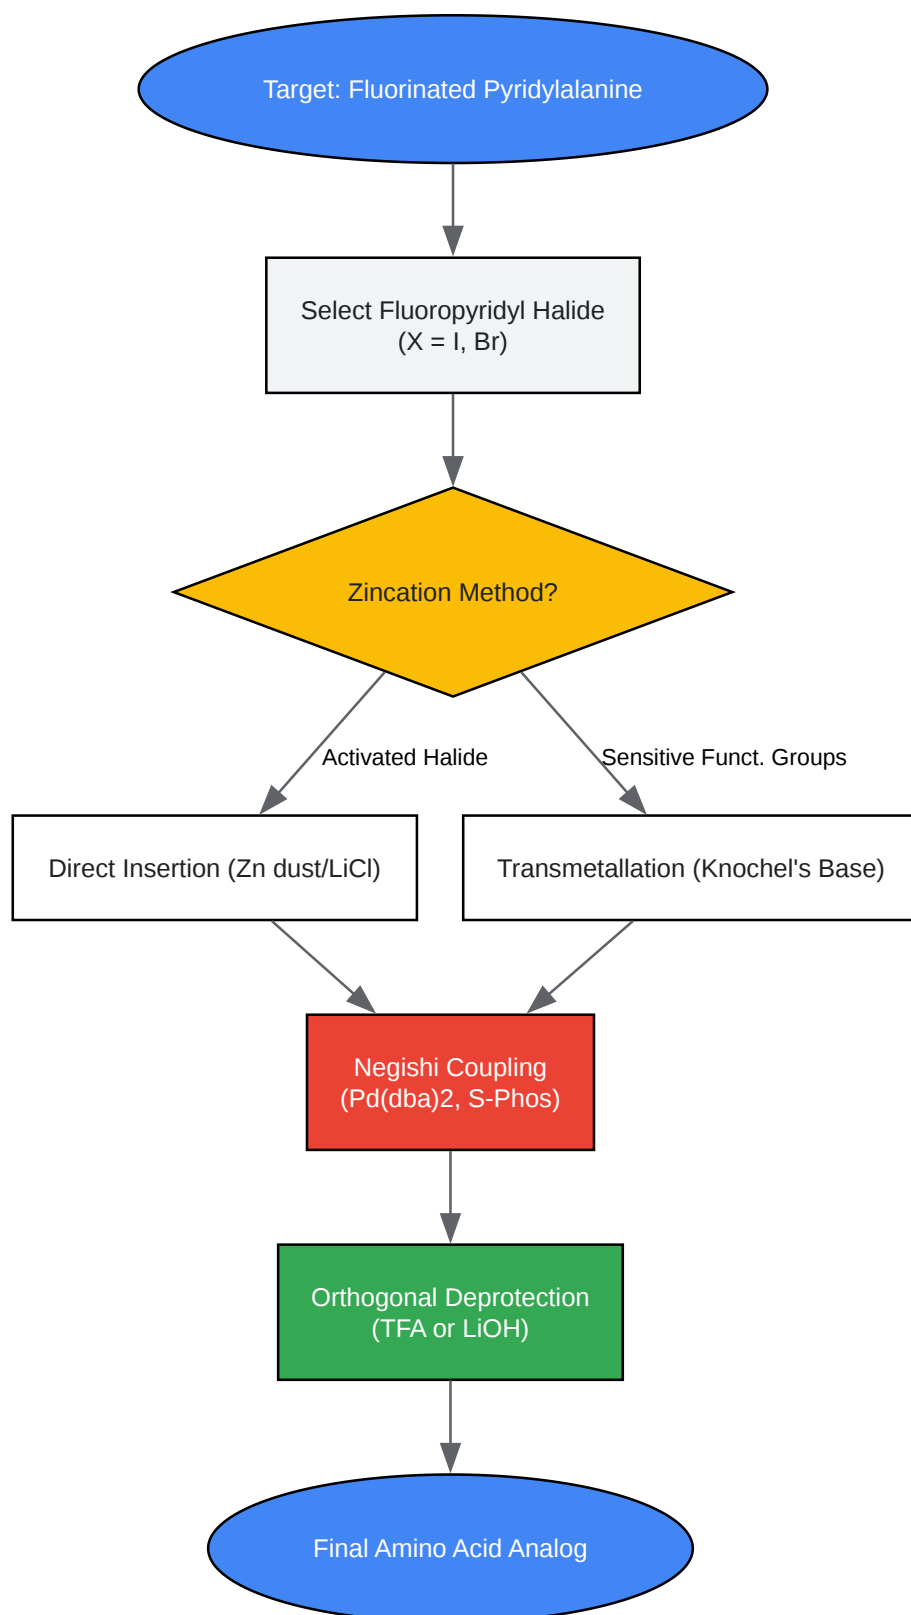 Target: Fluorinated Pyridylalanine
Select Fluoropyridyl Halide
(X = I, Br)
Zincation Method?
Activated Halide
Sensitive Funct. Groups
Direct Insertion (Zn dust/LiCl)
Transmetallation (Knochel's Base)
Negishi Coupling
(Pd(dba)2, S-Phos)
Orthogonal Deprotection
(TFA or LiOH)
Final Amino Acid Analog